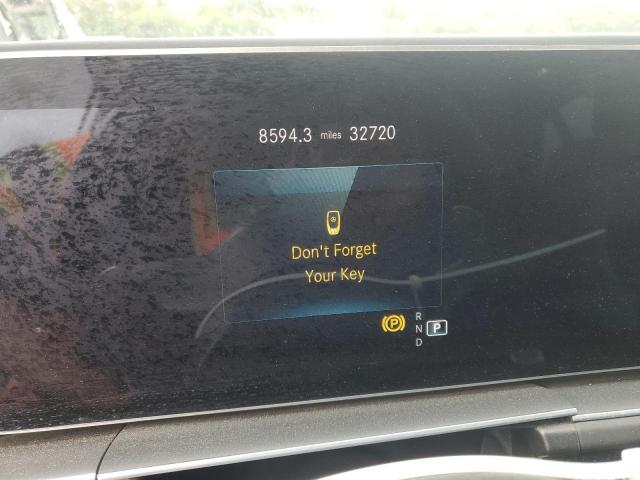 8594.3 miles 32720
Don't Forget
Your Key
R
(P) N P
D